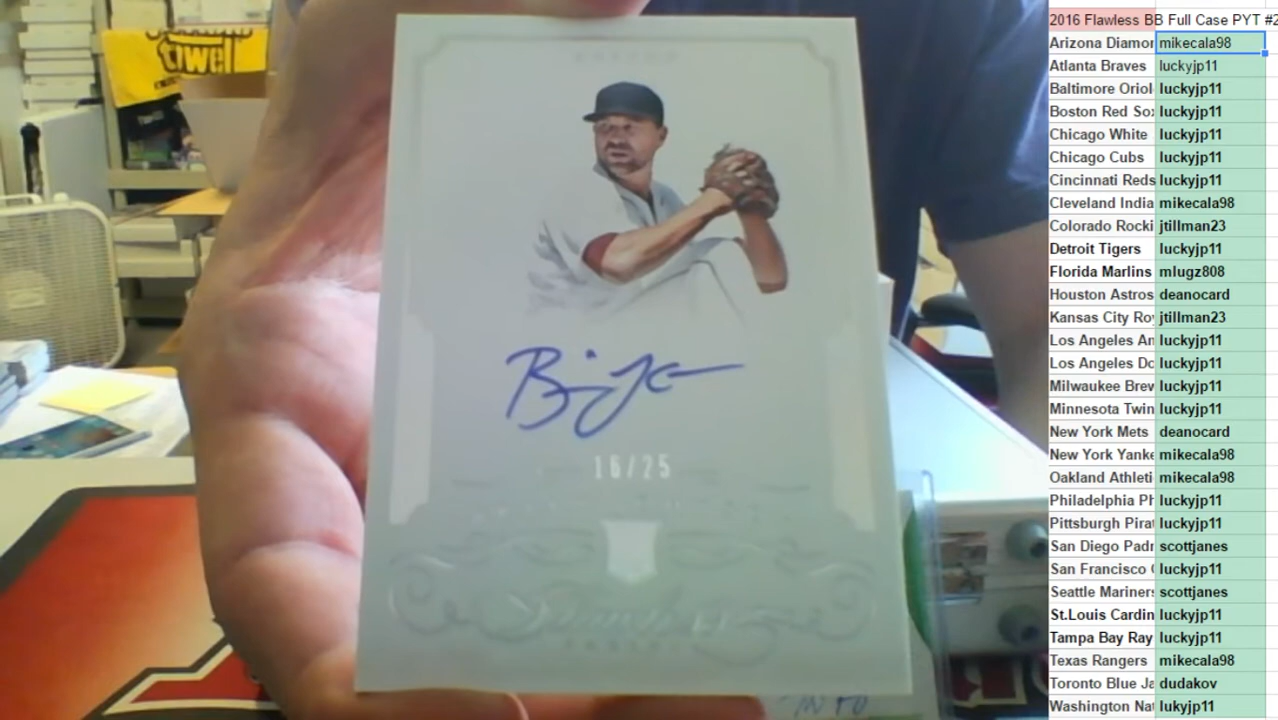 tiwell
16/25
2016 Flawless BB Full Case PYT #2
Arizona Diamor mikecala98
Atlanta Braves luckyjp11
Baltimore Oriol luckyjp11
Boston Red Sox luckyjp11
Chicago White luckyjp11
Chicago Cubs luckyjp11
Cincinnati Reds luckyjp11
Cleveland India mikecala98
Colorado Rocki jtillman23
Detroit Tigers luckyjp11
Florida Marlins mlugz808
Houston Astros deanocard
Kansas City Roy jtillman23
Los Angeles An luckyjp11
Los Angeles Do luckyjp11
Milwaukee Brew luckyjp11
Minnesota Twin luckyjp11
New York Mets deanocard
New York Yanke mikecala98
Oakland Athleti mikecala98
Philadelphia Ph luckyjp11
Pittsburgh Pirat luckyjp11
San Diego Padr scottjanes
San Francisco luckyjp11
Seattle Mariners scottjanes
St.Louis Cardin luckyjp11
Tampa Bay Ray luckyjp11
Texas Rangers mikecala98
Toronto Blue Ja dudakov
Washington Nat lukyjp11